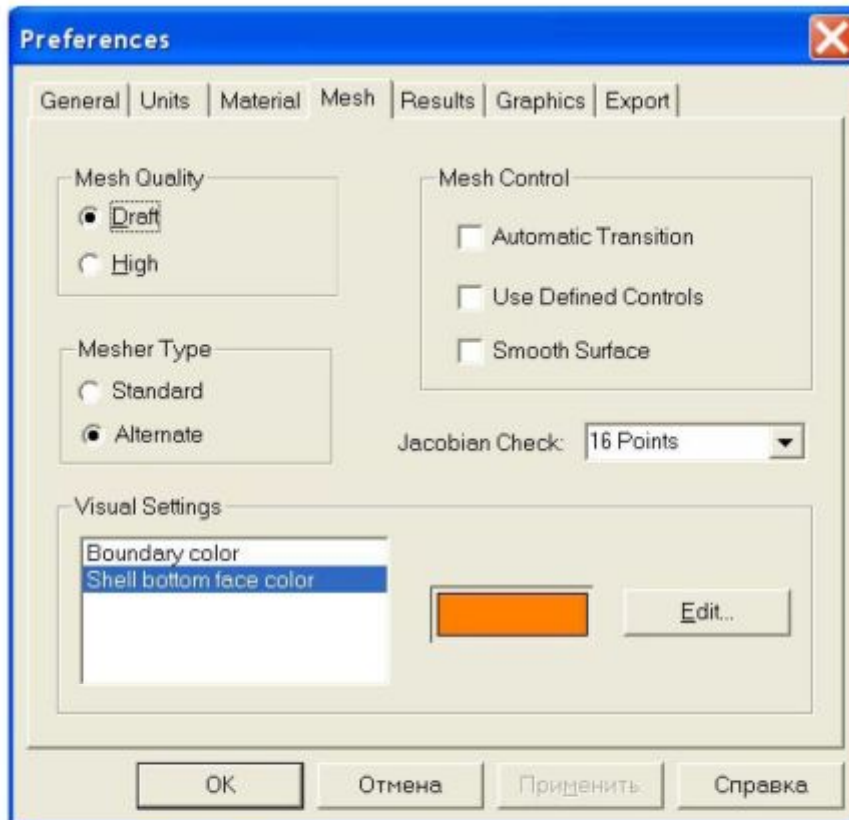 Preferences
General Units Material Mesh Results Graphics Export
Mesh Quality
Draft
High
Mesher Type
Standard
Alternate
Mesh Control
Automatic Transition
Use Defined Controls
Smooth Surface
Jacobian Check: 16 Points
Visual Settings
Boundary color
Shell bottom face color
Edit...
OK Отмена Применить Справка